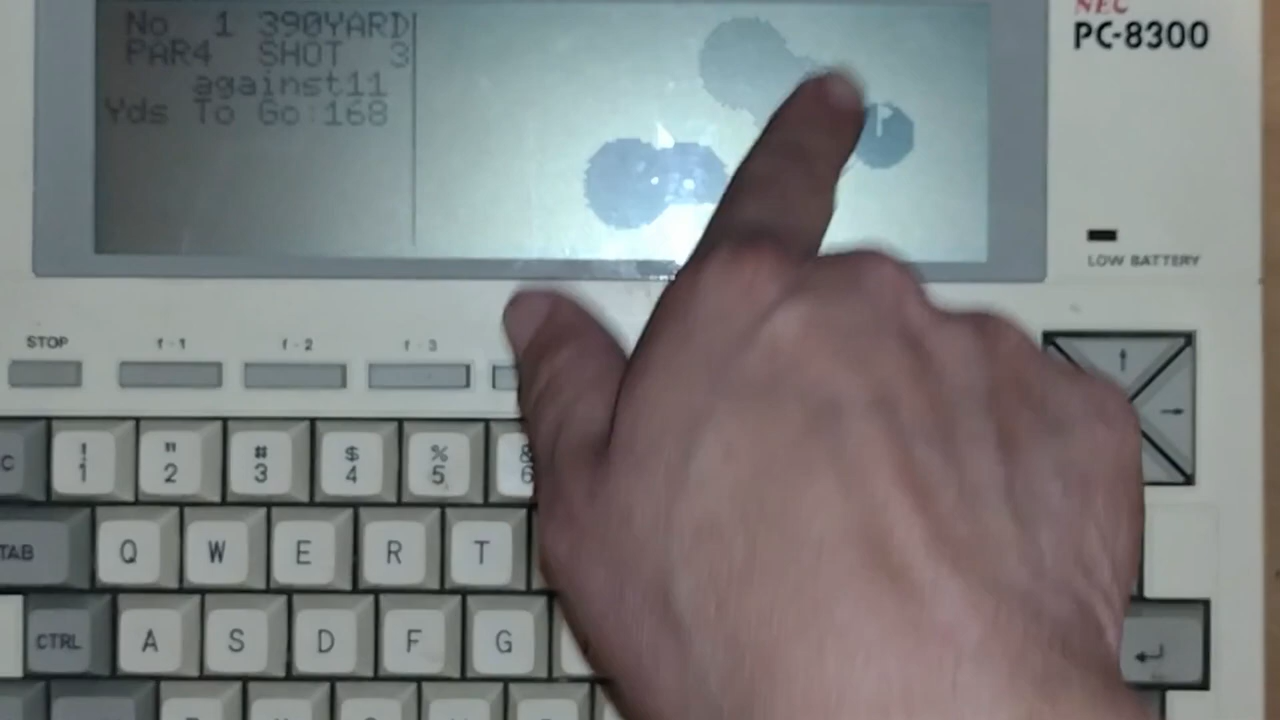 No 1 390YARD
PAR4 SHOT 3
against11
Yds To Go:168
NEC
PC-8300
LOW BATTERY
STOP
f·1
f·2
f·3
↑
→
C
!
1
"
2
#
3
$
4
%
5
&
6
TAB
Q
W
E
R
T
CTRL
A
S
D
F
G